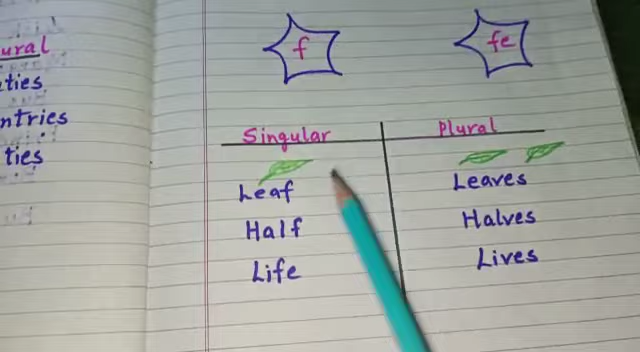 ural
ties
ntries
ties
f fe
Singular Plural
Leaf Leaves
Half Halves
Life Lives